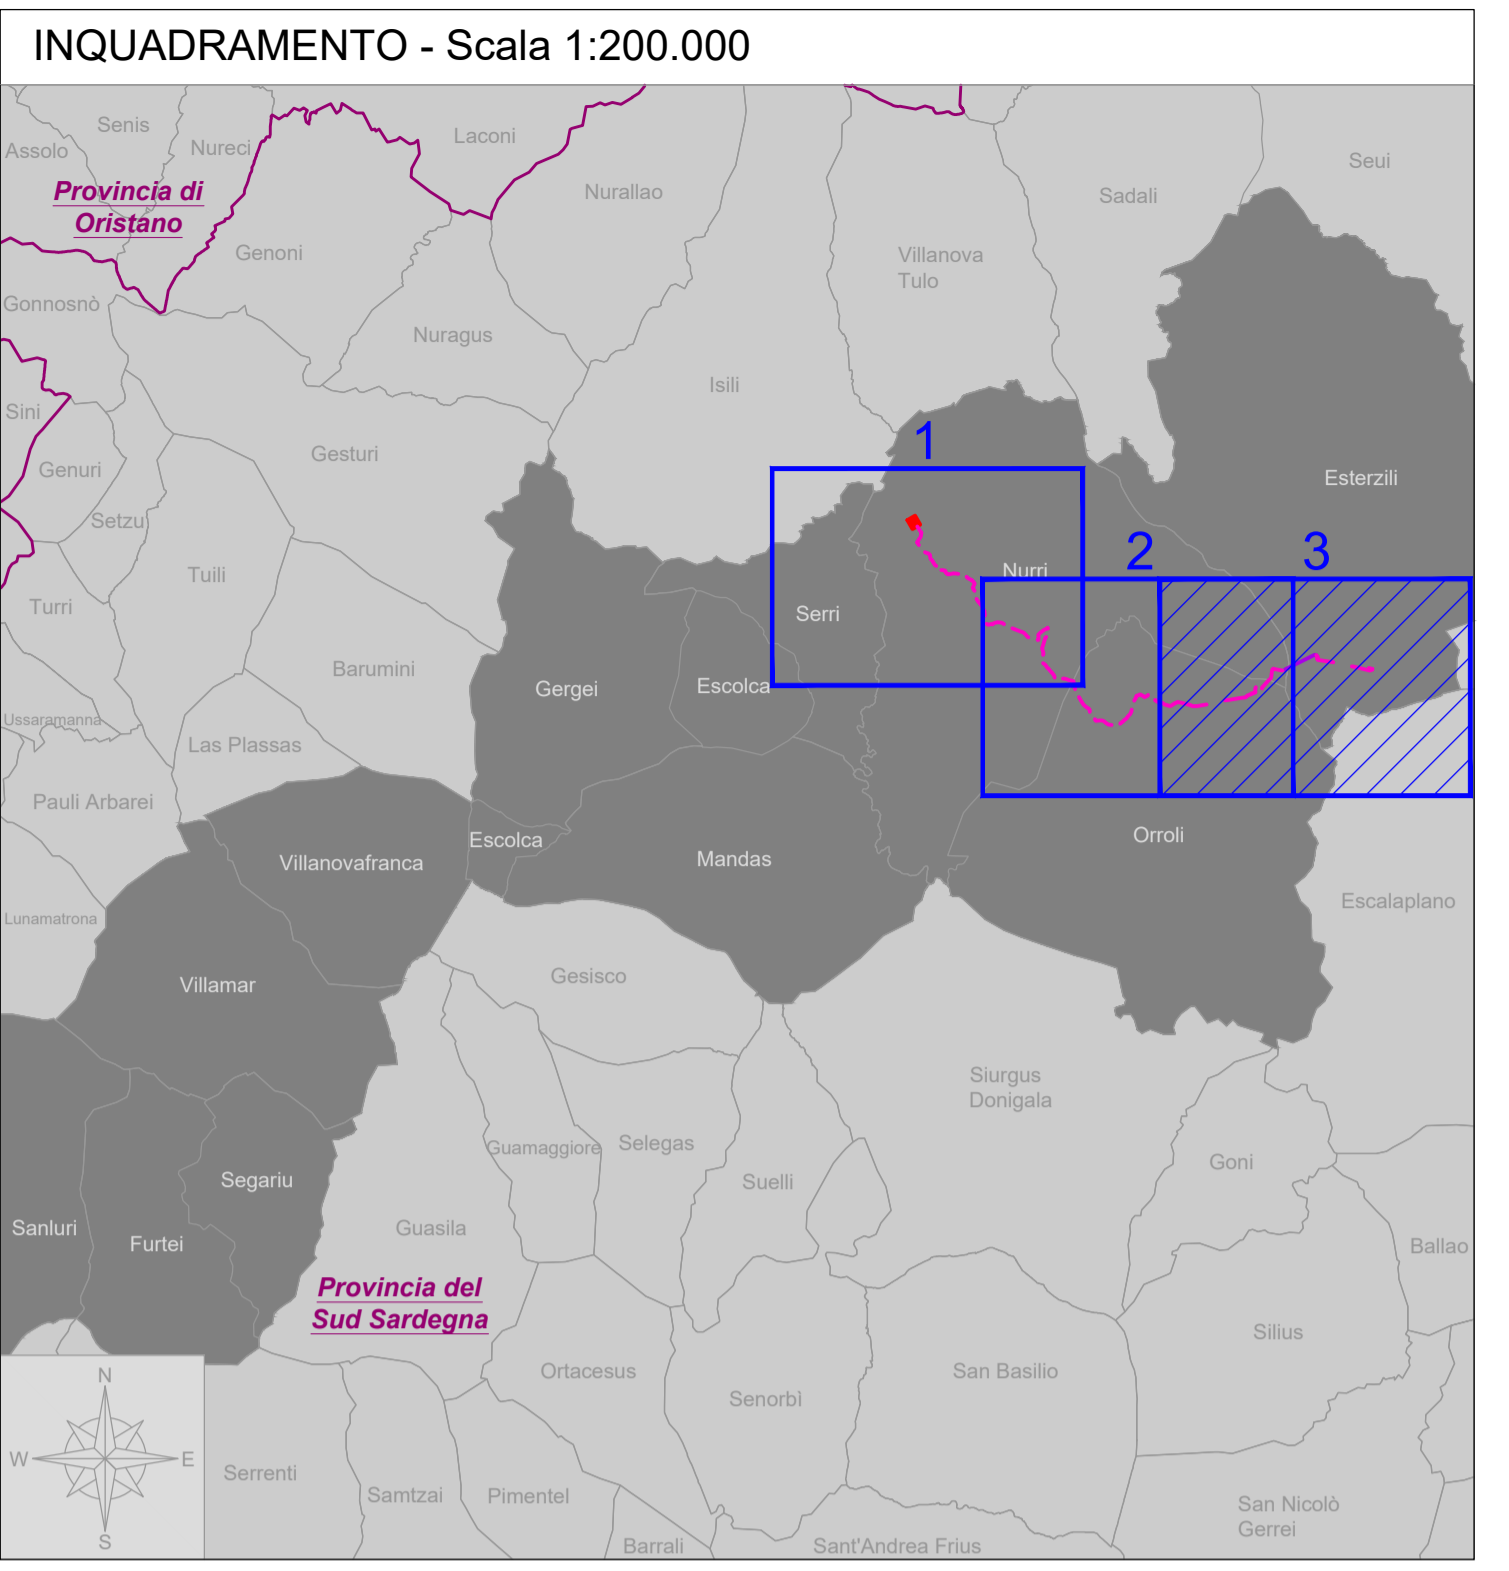 INQUADRAMENTO - Scala 1:200.000
Senis
Laconi
Assolo
Nureci
Seui
Provincia di
Oristano
Nurallao
Sadali
Genoni
Villanova
Tulo
Gonnosnò
Nuragus
Isili
Sini
1
Gesturi
Genuri
Esterzili
Setzu
2
3
Tuili
Nurri
Turri
Serri
Barumini
Gergei
Escolca
Ussaramanna
Las Plassas
Pauli Arbarei
Orroli
Escolca
Villanovafranca
Mandas
Escalaplano
Lunamatrona
Gesisco
Villamar
Siurgus
Donigala
Guamaggiore
Selegas
Goni
Segariu
Suelli
Sanluri
Guasila
Furtei
Ballao
Provincia del
Sud Sardegna
Silius
Ortacesus
San Basilio
N
Senorbì
W
E
Serrenti
Samtzai
Pimentel
San Nicolò
Gerrei
S
Barrali
Sant'Andrea Frius